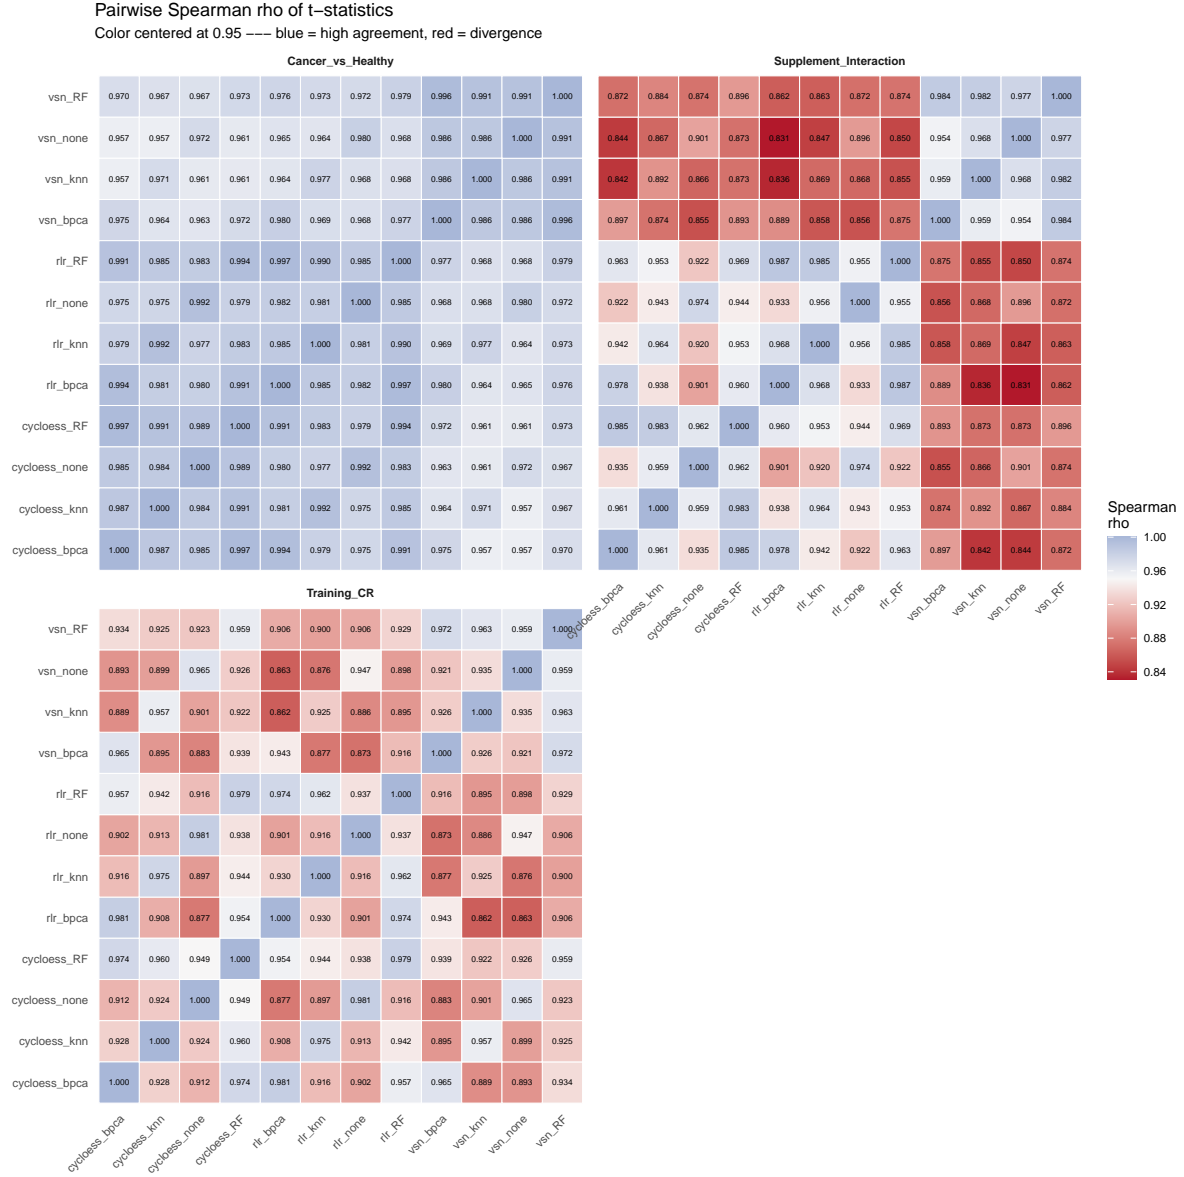 Pairwise Spearman rho of t−statistics
Color centered at 0.95 −−− blue = high agreement, red = divergence
Cancer_vs_Healthy
vsn_RF 0.970 0.967 0.967 0.973 0.976 0.973 0.972 0.979 0.996 0.991 0.991 1.000
vsn_none 0.957 0.957 0.972 0.961 0.965 0.964 0.980 0.968 0.986 0.986 1.000 0.991
vsn_knn 0.957 0.971 0.961 0.961 0.964 0.977 0.968 0.968 0.986 1.000 0.986 0.991
vsn_bpca 0.975 0.964 0.963 0.972 0.980 0.969 0.968 0.977 1.000 0.986 0.986 0.996
rlr_RF 0.991 0.985 0.983 0.994 0.997 0.990 0.985 1.000 0.977 0.968 0.968 0.979
rlr_none 0.975 0.975 0.992 0.979 0.982 0.981 1.000 0.985 0.968 0.968 0.980 0.972
rlr_knn 0.979 0.992 0.977 0.983 0.985 1.000 0.981 0.990 0.969 0.977 0.964 0.973
rlr_bpca 0.994 0.981 0.980 0.991 1.000 0.985 0.982 0.997 0.980 0.964 0.965 0.976
cycloess_RF 0.997 0.991 0.989 1.000 0.991 0.983 0.979 0.994 0.972 0.961 0.961 0.973
cycloess_none 0.985 0.984 1.000 0.989 0.980 0.977 0.992 0.983 0.963 0.961 0.972 0.967
cycloess_knn 0.987 1.000 0.984 0.991 0.981 0.992 0.975 0.985 0.964 0.971 0.957 0.967
cycloess_bpca 1.000 0.987 0.985 0.997 0.994 0.979 0.975 0.991 0.975 0.957 0.957 0.970
Supplement_Interaction
0.872 0.884 0.874 0.896 0.862 0.863 0.872 0.874 0.984 0.982 0.977 1.000
0.844 0.867 0.901 0.873 0.831 0.847 0.896 0.850 0.954 0.968 1.000 0.977
0.842 0.892 0.866 0.873 0.836 0.869 0.868 0.855 0.959 1.000 0.968 0.982
0.897 0.874 0.855 0.893 0.889 0.858 0.856 0.875 1.000 0.959 0.954 0.984
0.963 0.953 0.922 0.969 0.987 0.985 0.955 1.000 0.875 0.855 0.850 0.874
0.922 0.943 0.974 0.944 0.933 0.956 1.000 0.955 0.856 0.868 0.896 0.872
0.942 0.964 0.920 0.953 0.968 1.000 0.956 0.985 0.858 0.869 0.847 0.863
0.978 0.938 0.901 0.960 1.000 0.968 0.933 0.987 0.889 0.836 0.831 0.862
0.985 0.983 0.962 1.000 0.960 0.953 0.944 0.969 0.893 0.873 0.873 0.896
0.935 0.959 1.000 0.962 0.901 0.920 0.974 0.922 0.855 0.866 0.901 0.874
0.961 1.000 0.959 0.983 0.938 0.964 0.943 0.953 0.874 0.892 0.867 0.884
1.000 0.961 0.935 0.985 0.978 0.942 0.922 0.963 0.897 0.842 0.844 0.872
cycloess_bpca cycloess_knn cycloess_none cycloess_RF rlr_bpca rlr_knn rlr_none rlr_RF vsn_bpca vsn_knn vsn_none vsn_RF
Training_CR
vsn_RF 0.934 0.925 0.923 0.959 0.906 0.900 0.906 0.929 0.972 0.963 0.959 1.000
vsn_none 0.893 0.899 0.965 0.926 0.863 0.876 0.947 0.898 0.921 0.935 1.000 0.959
vsn_knn 0.889 0.957 0.901 0.922 0.862 0.925 0.886 0.895 0.926 1.000 0.935 0.963
vsn_bpca 0.965 0.895 0.883 0.939 0.943 0.877 0.873 0.916 1.000 0.926 0.921 0.972
rlr_RF 0.957 0.942 0.916 0.979 0.974 0.962 0.937 1.000 0.916 0.895 0.898 0.929
rlr_none 0.902 0.913 0.981 0.938 0.901 0.916 1.000 0.937 0.873 0.886 0.947 0.906
rlr_knn 0.916 0.975 0.897 0.944 0.930 1.000 0.916 0.962 0.877 0.925 0.876 0.900
rlr_bpca 0.981 0.908 0.877 0.954 1.000 0.930 0.901 0.974 0.943 0.862 0.863 0.906
cycloess_RF 0.974 0.960 0.949 1.000 0.954 0.944 0.938 0.979 0.939 0.922 0.926 0.959
cycloess_none 0.912 0.924 1.000 0.949 0.877 0.897 0.981 0.916 0.883 0.901 0.965 0.923
cycloess_knn 0.928 1.000 0.924 0.960 0.908 0.975 0.913 0.942 0.895 0.957 0.899 0.925
cycloess_bpca 1.000 0.928 0.912 0.974 0.981 0.916 0.902 0.957 0.965 0.889 0.893 0.934
cycloess_bpca cycloess_knn cycloess_none cycloess_RF rlr_bpca rlr_knn rlr_none rlr_RF vsn_bpca vsn_knn vsn_none vsn_RF
Spearman
rho
1.00
0.96
0.92
0.88
0.84